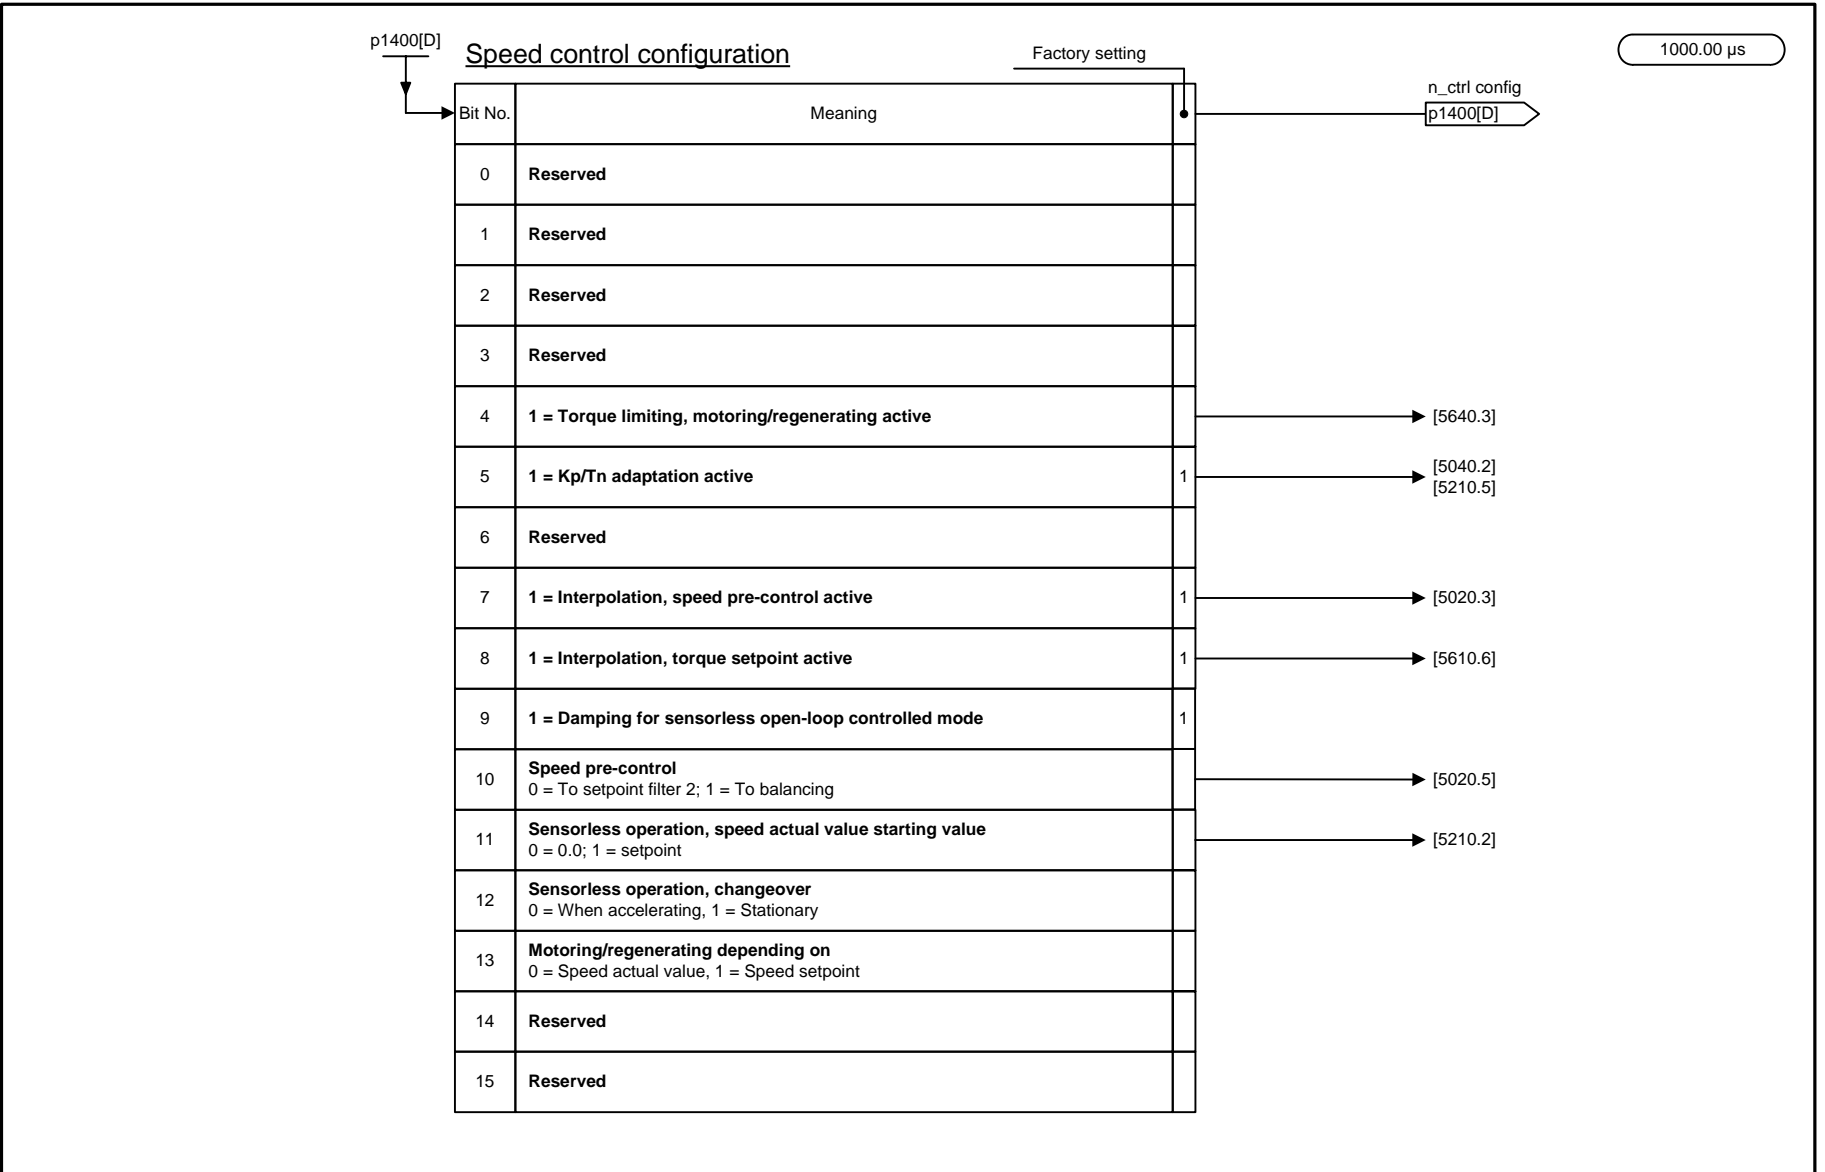 p1400[D]
Speed control configuration
Factory setting
1000.00 µs
n_ctrl config
Bit No.
Meaning
p1400[D]
0
Reserved
1
Reserved
2
Reserved
3
Reserved
4
1 = Torque limiting, motoring/regenerating active
[5640.3]
5
1 = Kp/Tn adaptation active
1
[5040.2]
[5210.5]
6
Reserved
7
1 = Interpolation, speed pre-control active
1
[5020.3]
8
1 = Interpolation, torque setpoint active
1
[5610.6]
9
1 = Damping for sensorless open-loop controlled mode
1
10
Speed pre-control
0 = To setpoint filter 2; 1 = To balancing
[5020.5]
11
Sensorless operation, speed actual value starting value
0 = 0.0; 1 = setpoint
[5210.2]
12
Sensorless operation, changeover
0 = When accelerating, 1 = Stationary
13
Motoring/regenerating depending on
0 = Speed actual value, 1 = Speed setpoint
14
Reserved
15
Reserved